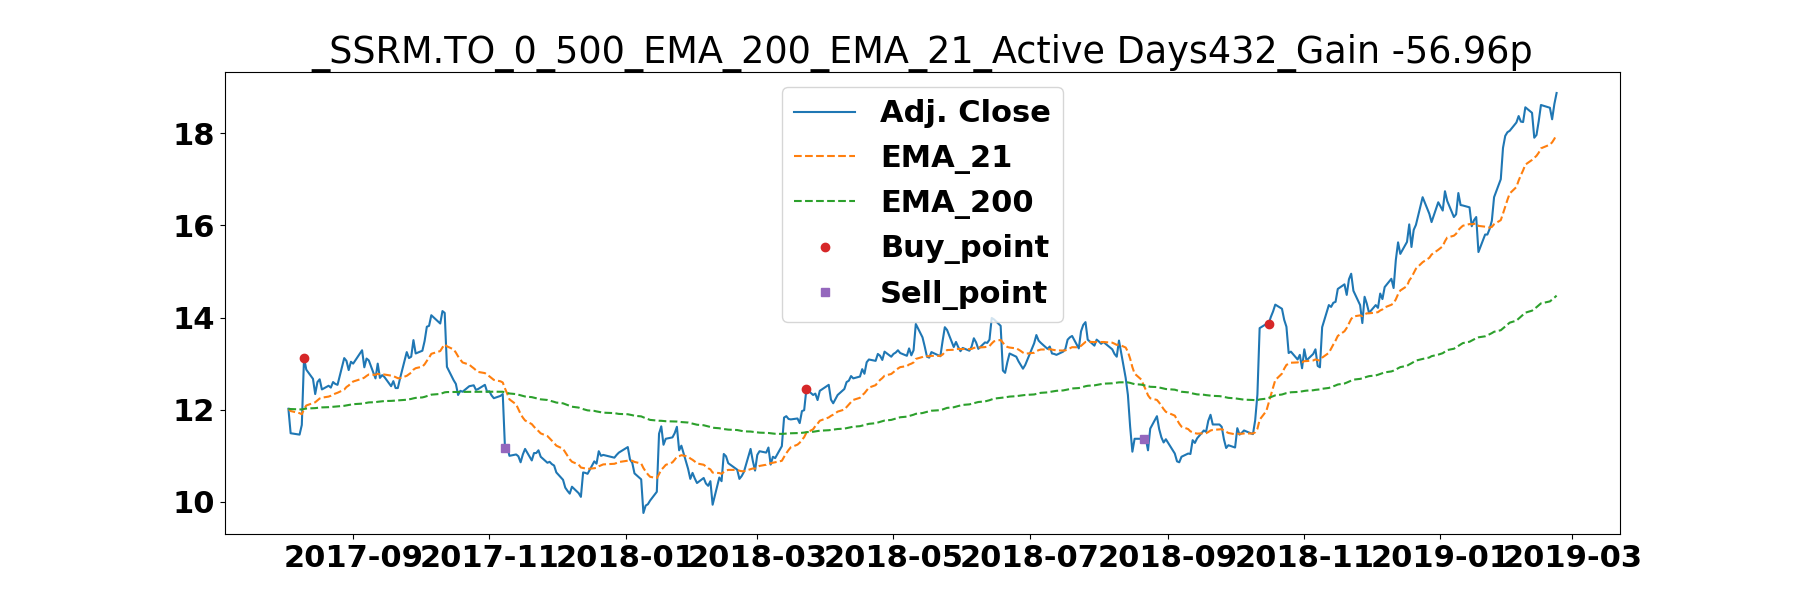 _SSRM.TO_0_500_EMA_200_EMA_21_Active Days432_Gain -56.96p
Adj. Close
EMA_21
EMA_200
Buy_point
Sell_point
18
16
14
12
10
2017-09 2017-11 2018-01 2018-03 2018-05 2018-07 2018-09 2018-11 2019-01 2019-03